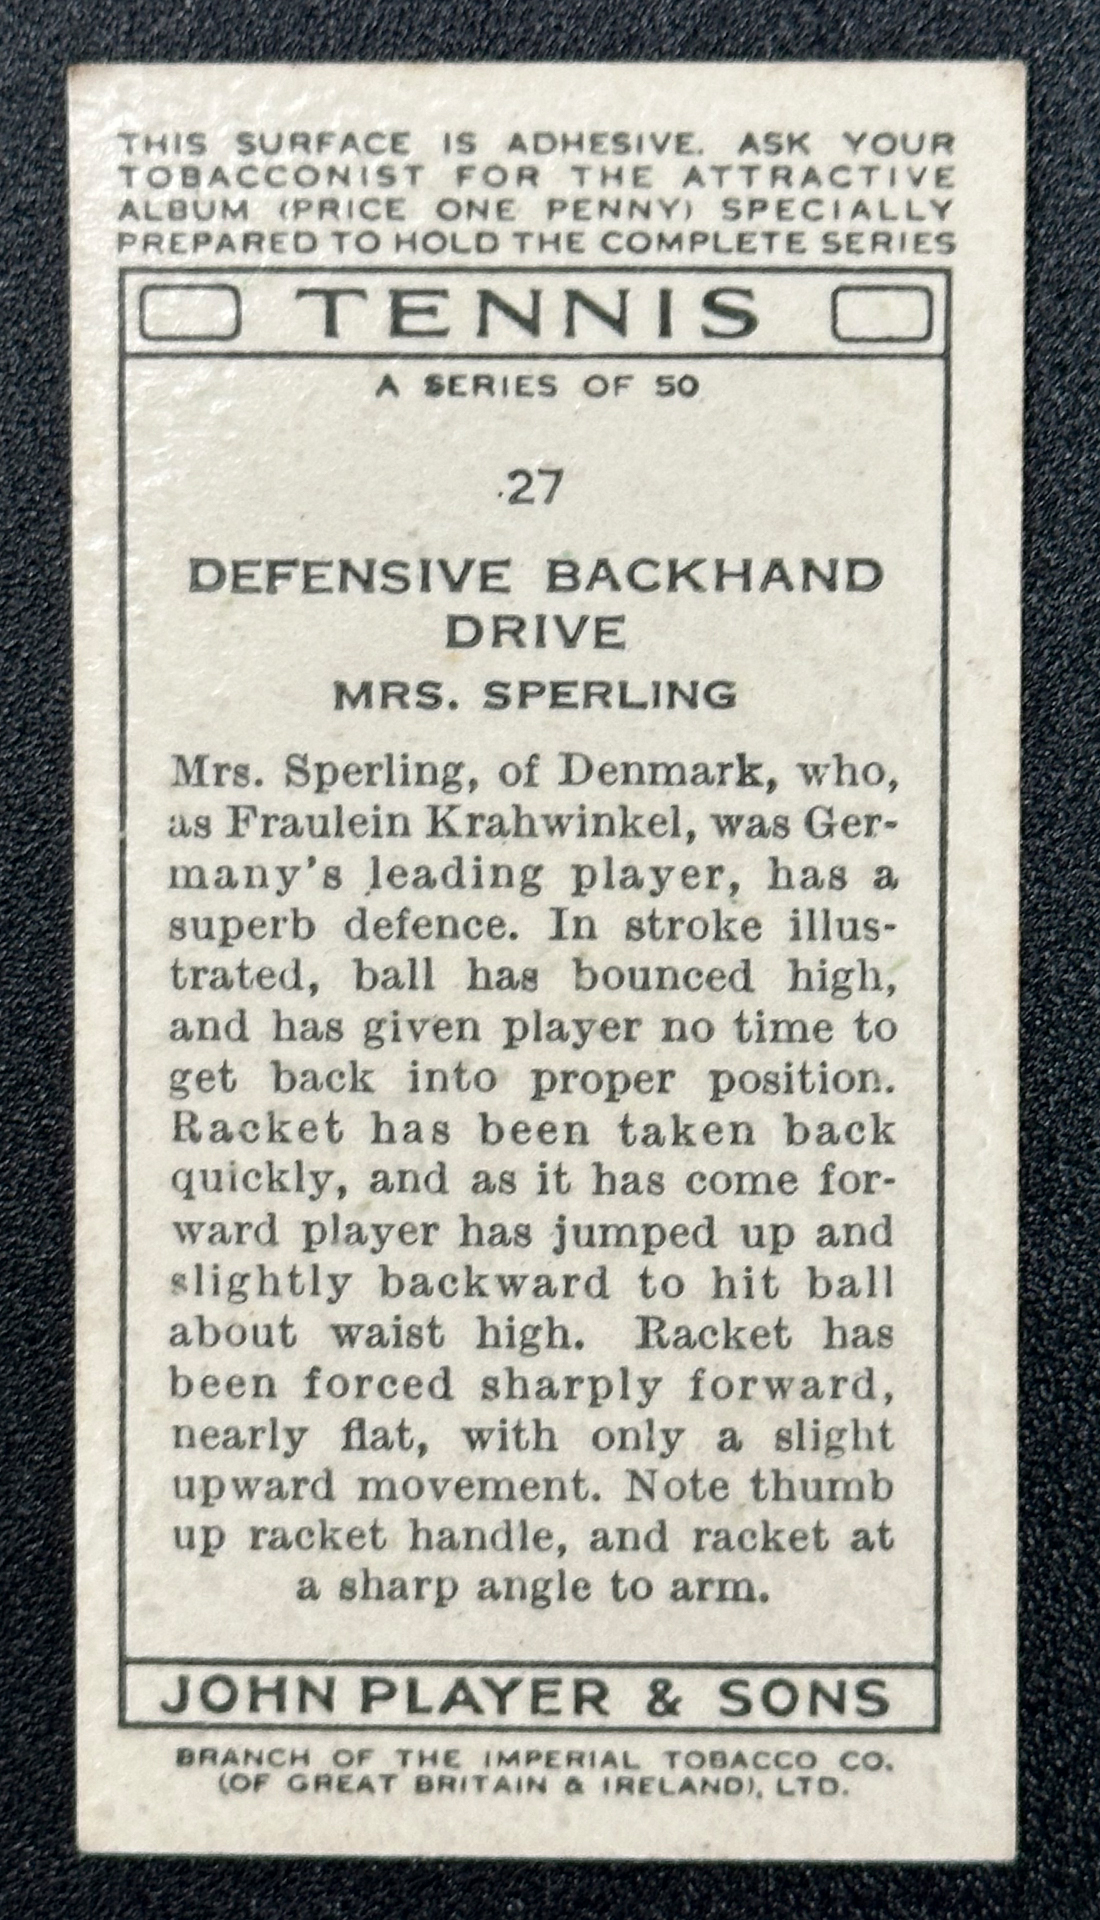 THIS SURFACE IS ADHESIVE. ASK YOUR
TOBACCONIST FOR THE ATTRACTIVE
ALBUM (PRICE ONE PENNY) SPECIALLY
PREPARED TO HOLD THE COMPLETE SERIES
TENNIS
A SERIES OF 50
27
DEFENSIVE BACKHAND
DRIVE
MRS. SPERLING
Mrs. Sperling, of Denmark, who,
as Fraulein Krahwinkel, was Ger-
many's leading player, has a
superb defence. In stroke illus-
trated, ball has bounced high,
and has given player no time to
get back into proper position.
Racket has been taken back
quickly, and as it has come for-
ward player has jumped up and
slightly backward to hit ball
about waist high. Racket has
been forced sharply forward,
nearly flat, with only a slight
upward movement. Note thumb
up racket handle, and racket at
a sharp angle to arm.
JOHN PLAYER & SONS
BRANCH OF THE IMPERIAL TOBACCO CO.
(OF GREAT BRITAIN & IRELAND), LTD.